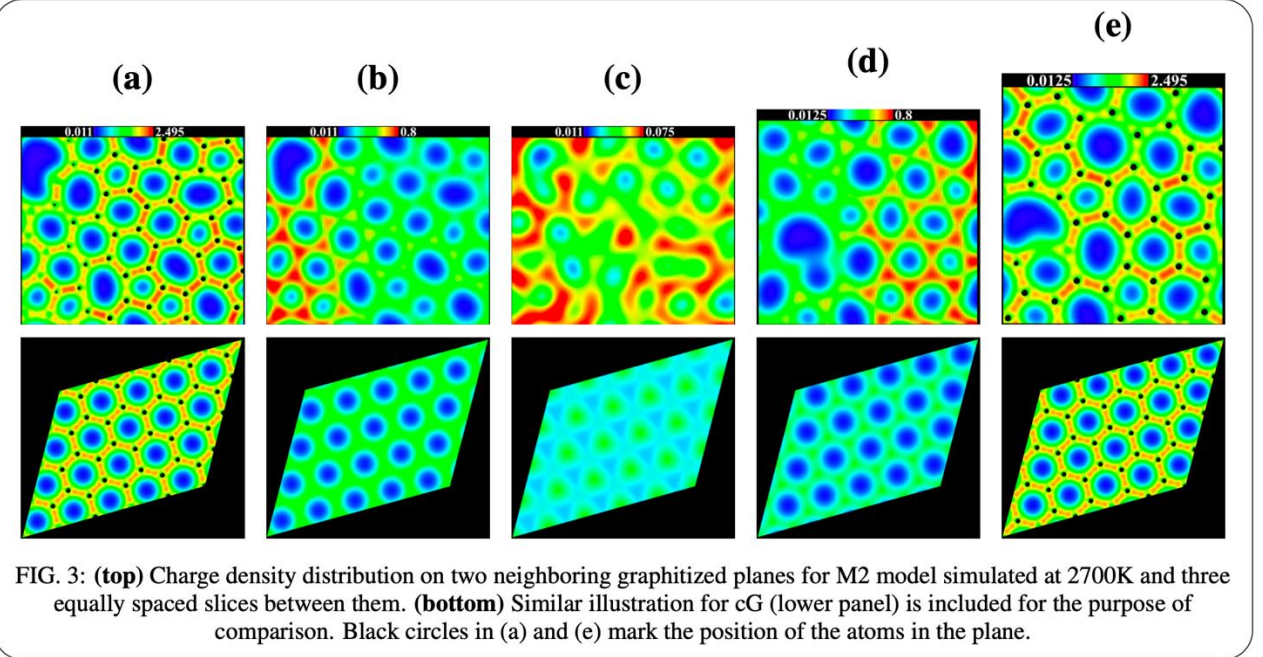 (a)
(b)
(c)
(d)
(e)
0.011 2.495
0.011 0.8
0.011 0.075
0.0125 0.8
0.0125 2.495
FIG. 3: (top) Charge density distribution on two neighboring graphitized planes for M2 model simulated at 2700K and three
equally spaced slices between them. (bottom) Similar illustration for cG (lower panel) is included for the purpose of
comparison. Black circles in (a) and (e) mark the position of the atoms in the plane.